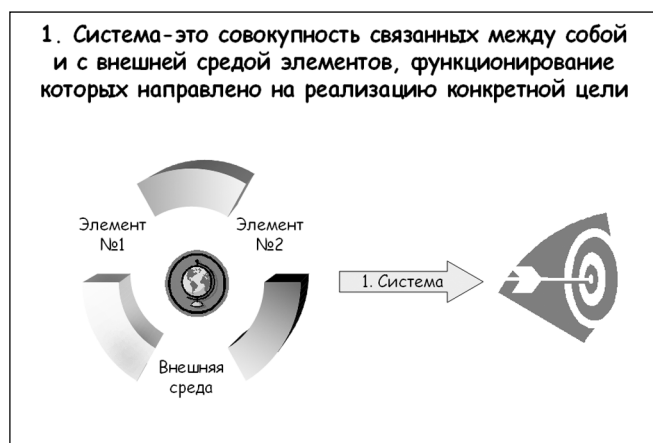 1. Система-это совокупность связанных между собой
и с внешней средой элементов, функционирование
которых направлено на реализацию конкретной цели
Элемент
№1
Элемент
№2
1. Система
Внешняя
среда